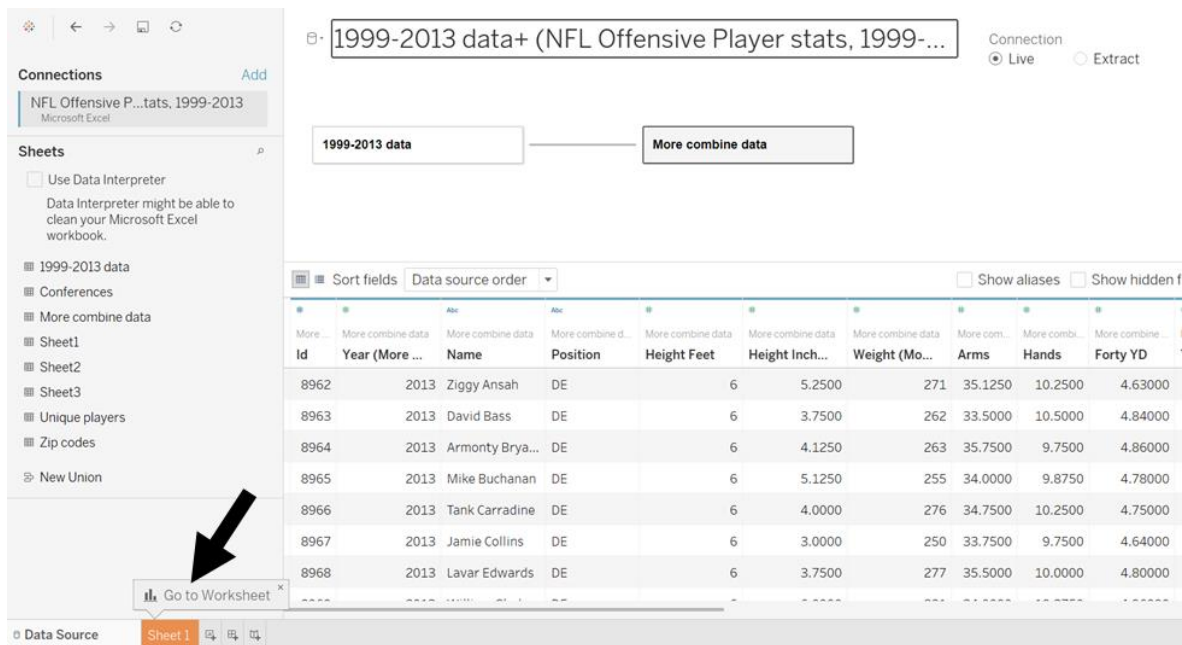 1999-2013 data+ (NFL Offensive Player stats, 1999-...
Connection
Live
Extract
Connections Add
NFL Offensive P...tats, 1999-2013
Microsoft Excel
Sheets
Use Data Interpreter
Data Interpreter might be able to
clean your Microsoft Excel
workbook.
1999-2013 data
Conferences
More combine data
Sheet1
Sheet2
Sheet3
Unique players
Zip codes
New Union
1999-2013 data
More combine data
Sort fields Data source order Show aliases Show hidden f
# # Abc Abc # # # # # #
More ... More combine data More combine data More combine d... More combine data More combine data More combine data More com... More combi... More combine ...
Id Year (More ... Name Position Height Feet Height Inch... Weight (Mo... Arms Hands Forty YD
8962 2013 Ziggy Ansah DE 6 5.2500 271 35.1250 10.2500 4.63000
8963 2013 David Bass DE 6 3.7500 262 33.5000 10.5000 4.84000
8964 2013 Armonty Brya... DE 6 4.1250 263 35.7500 9.7500 4.86000
8965 2013 Mike Buchanan DE 6 5.1250 255 34.0000 9.8750 4.78000
8966 2013 Tank Carradine DE 6 4.0000 276 34.7500 10.2500 4.75000
8967 2013 Jamie Collins DE 6 3.0000 250 33.7500 9.7500 4.64000
8968 2013 Lavar Edwards DE 6 3.7500 277 35.5000 10.0000 4.80000
Go to Worksheet
Data Source Sheet 1